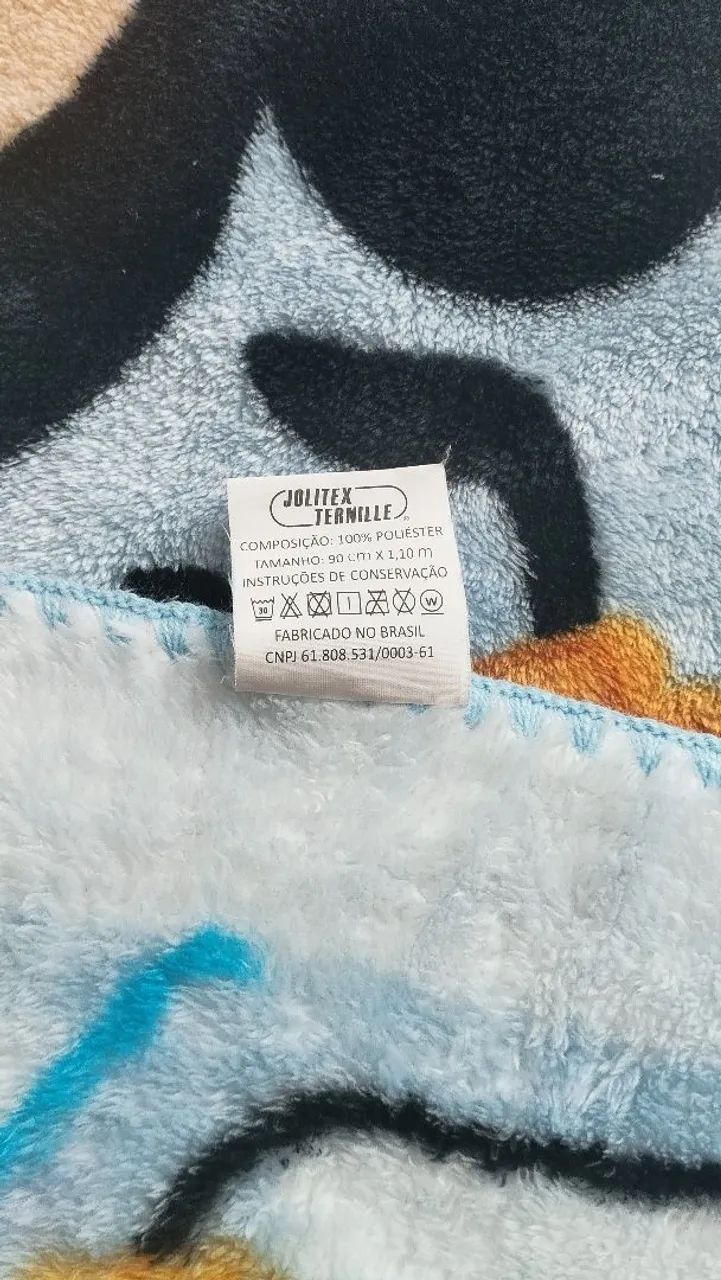 JOLITEX
TERNILLE®
COMPOSIÇÃO: 100% POLIÉSTER
TAMANHO: 90 cm X 1,10 m
INSTRUÇÕES DE CONSERVAÇÃO
30 W
FABRICADO NO BRASIL
CNPJ 61.808.531/0003-61